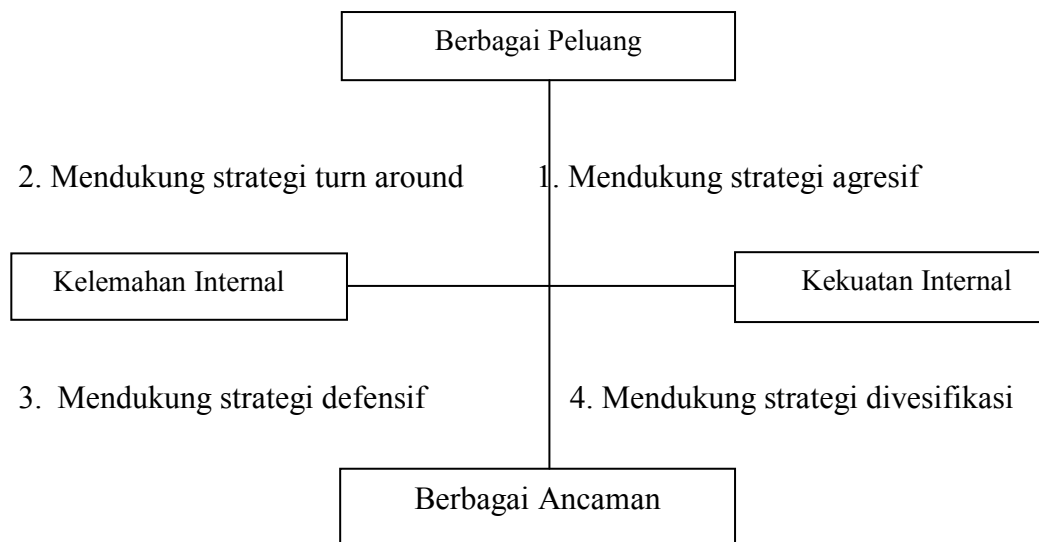 Berbagai Peluang
2. Mendukung strategi turn around
1. Mendukung strategi agresif
Kelemahan Internal
Kekuatan Internal
3. Mendukung strategi defensif
4. Mendukung strategi divesifikasi
Berbagai Ancaman